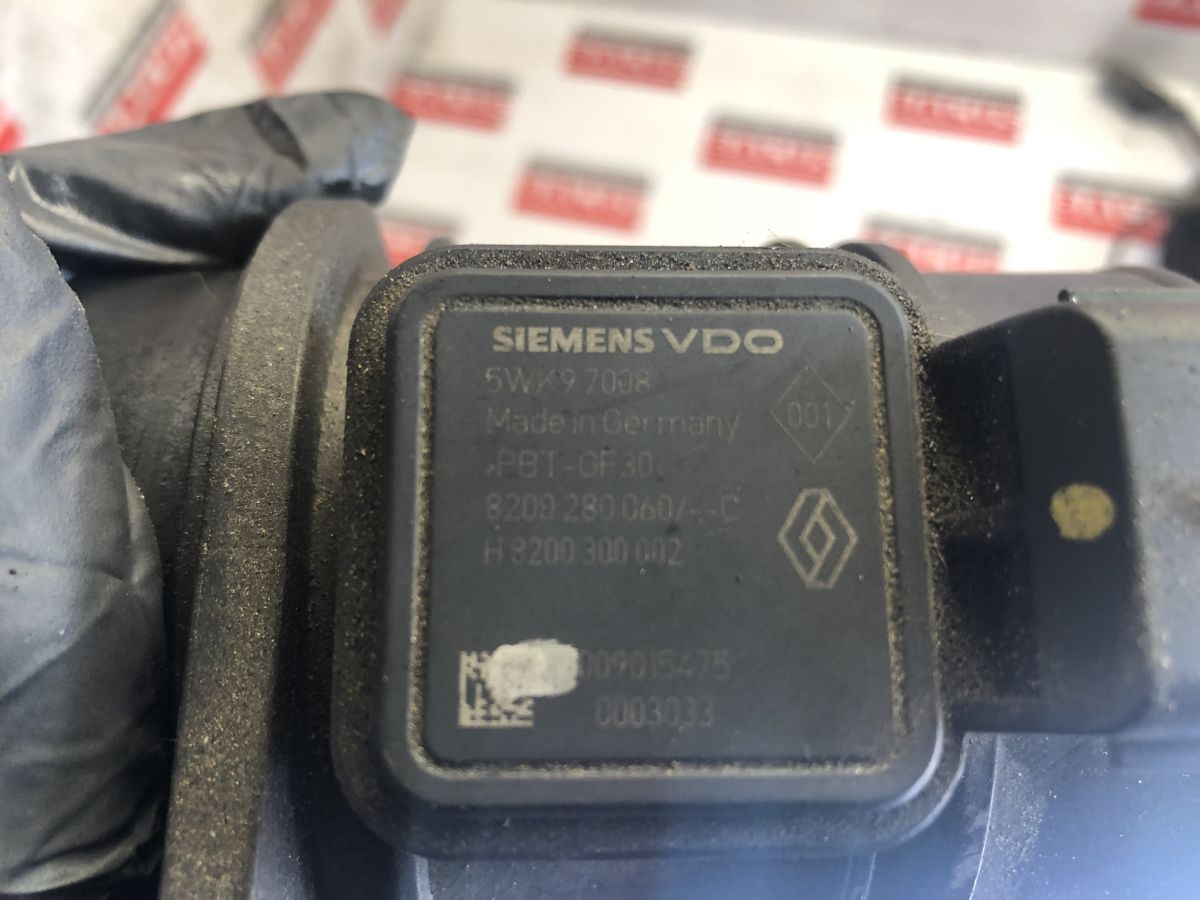 SIEMENS VDO
5WK9 7008
Made in Germany
001
>PBT-GF30<
8200 280 060/--C
H 8200 300 002
009015475
0003033